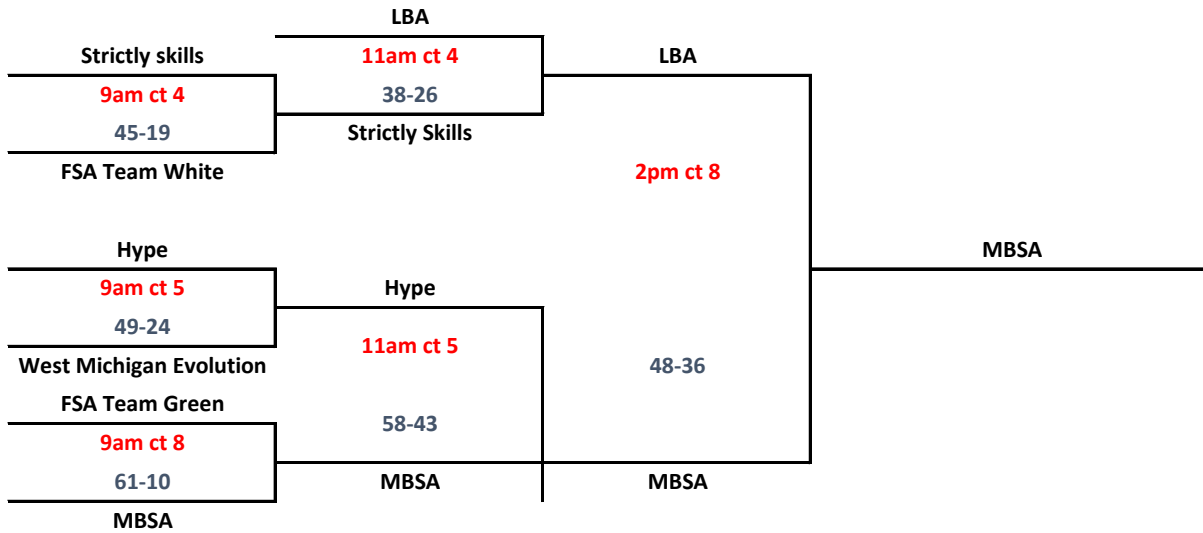 LBA
Strictly skills
11am ct 4
LBA
9am ct 4
38-26
45-19
Strictly Skills
FSA Team White
2pm ct 8
Hype
MBSA
9am ct 5
Hype
49-24
11am ct 5
West Michigan Evolution
48-36
FSA Team Green
58-43
9am ct 8
61-10
MBSA
MBSA
MBSA